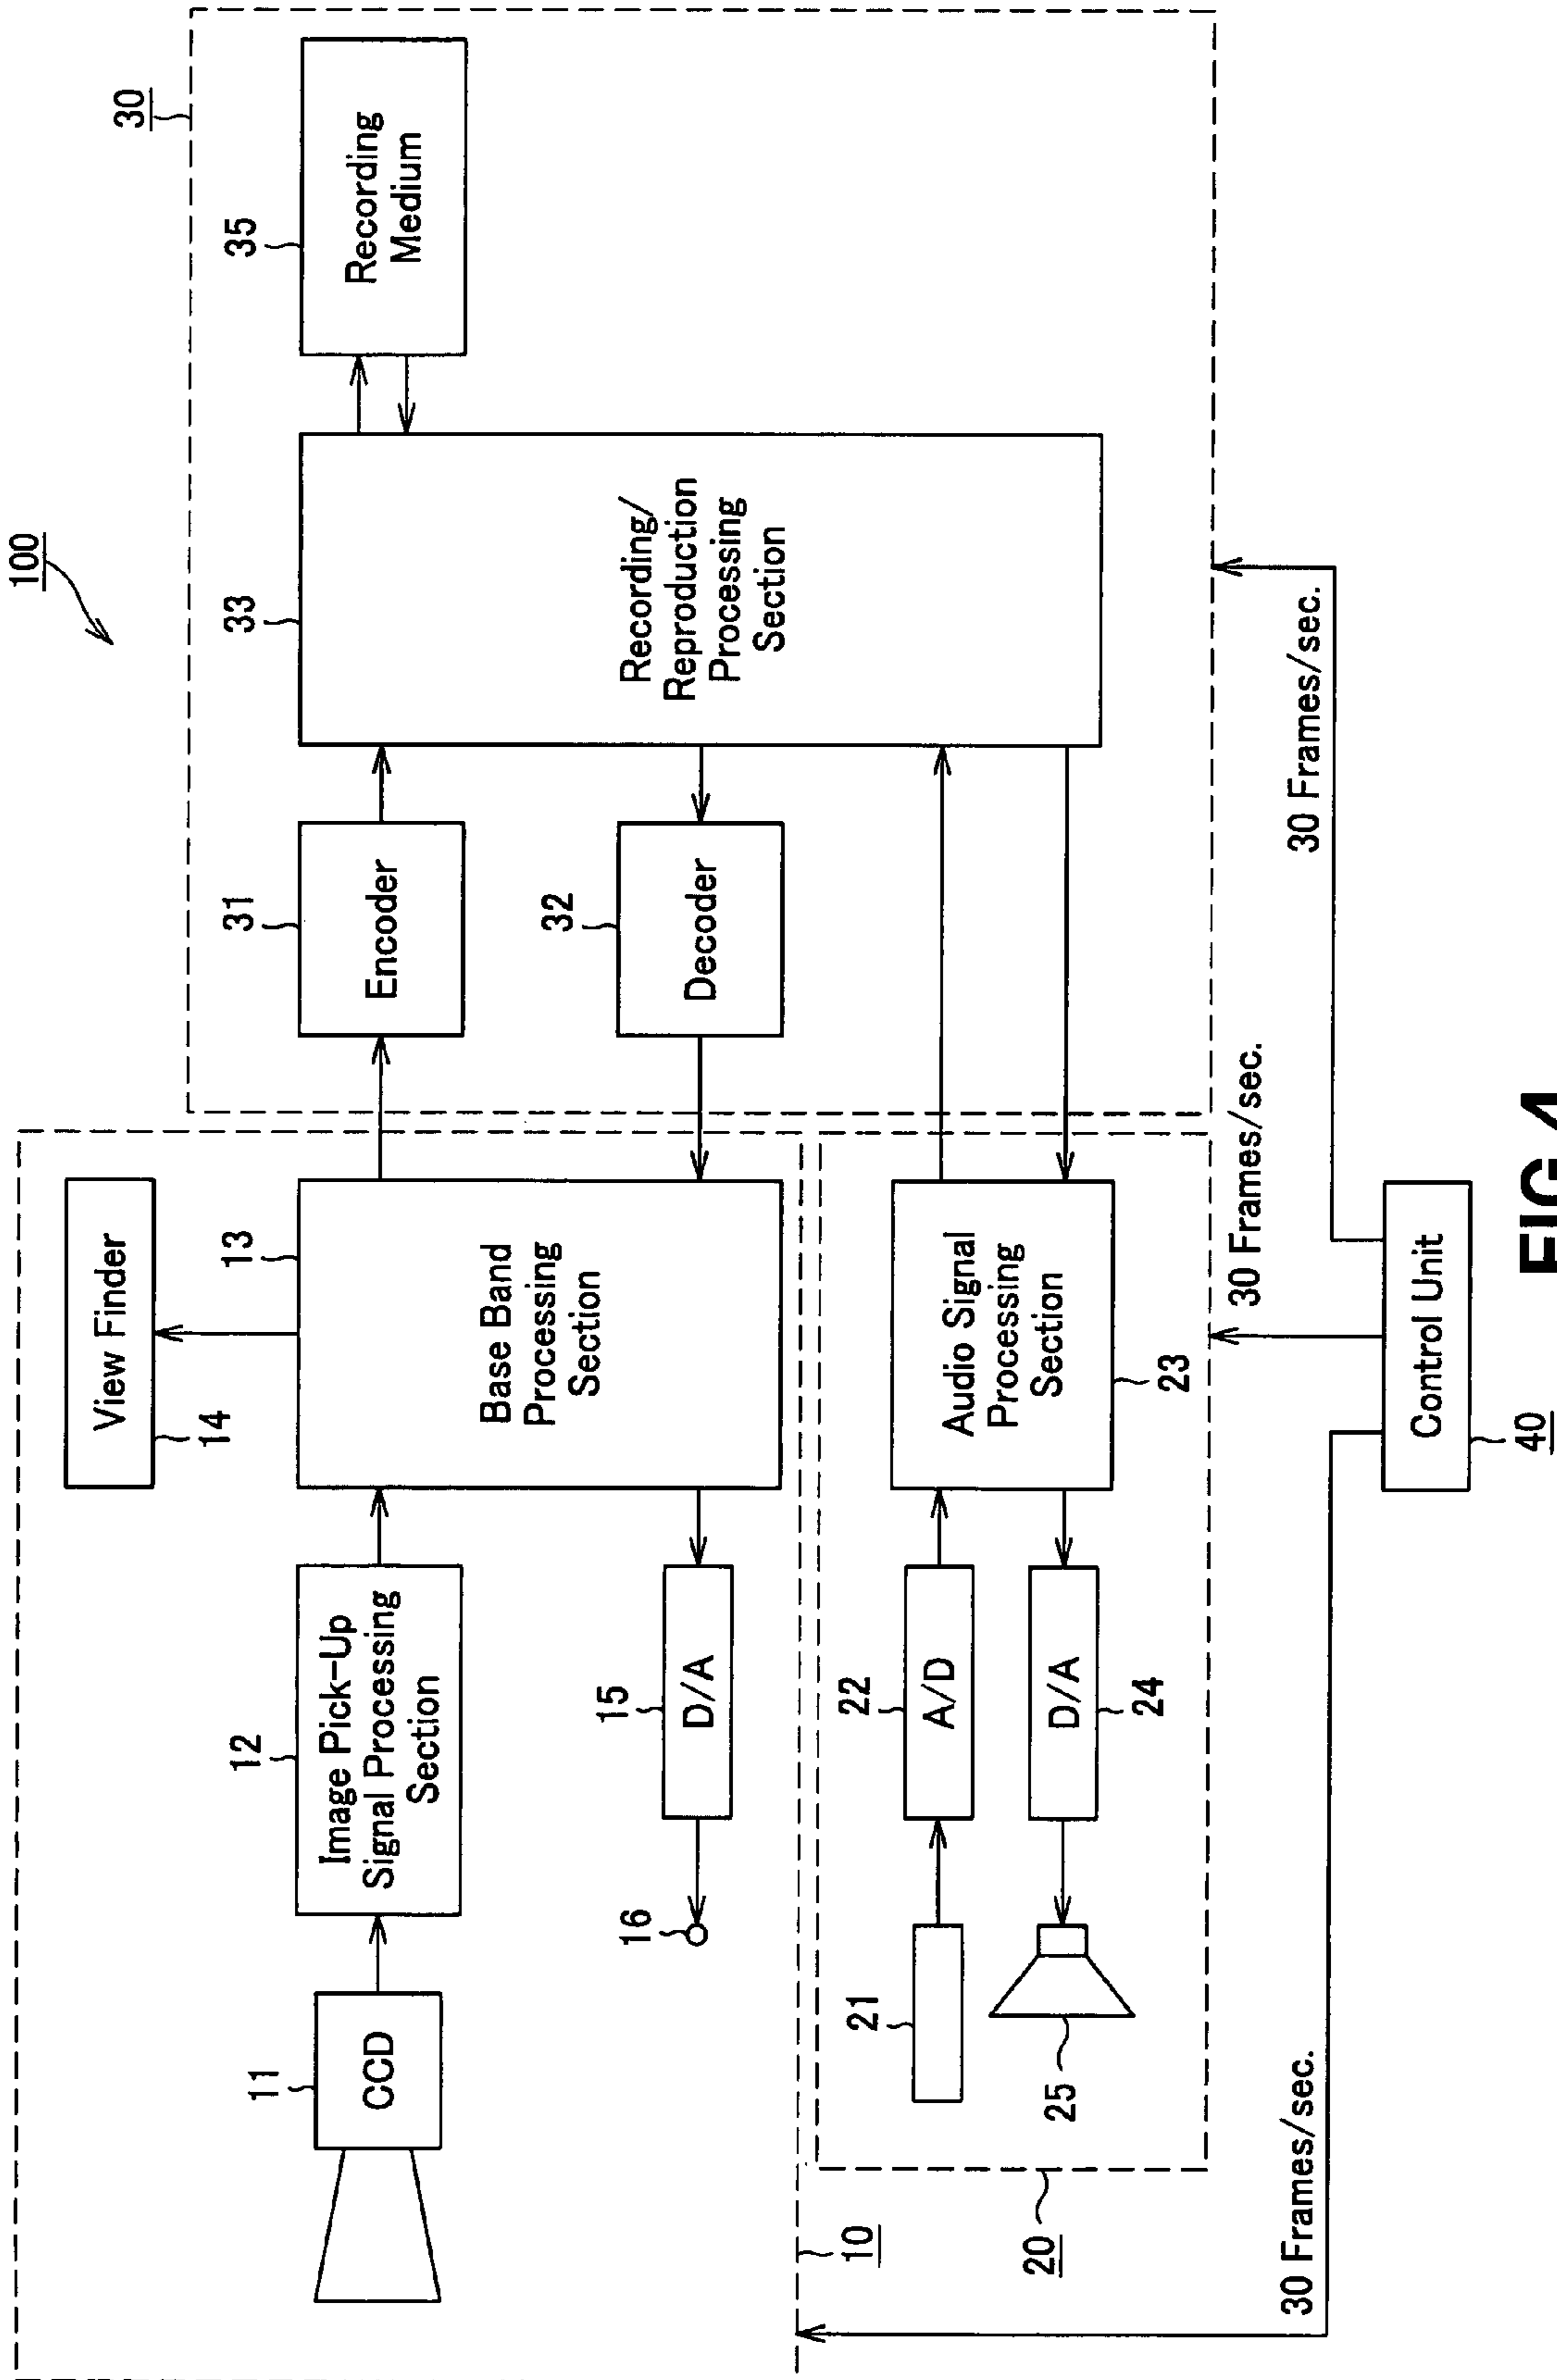 100
30
View Finder
14
13
Base Band
Processing
Section
11
CCD
12
Image Pick-Up
Signal Processing
Section
31
Encoder
33
Recording/
Reproduction
Processing
Section
35
Recording
Medium
32
Decoder
15
D/A
16
10
21
22
A/D
Audio Signal
Processing
Section
23
24
D/A
25
20
30 Frames/sec.
30 Frames/sec.
30 Frames/sec.
Control Unit
40